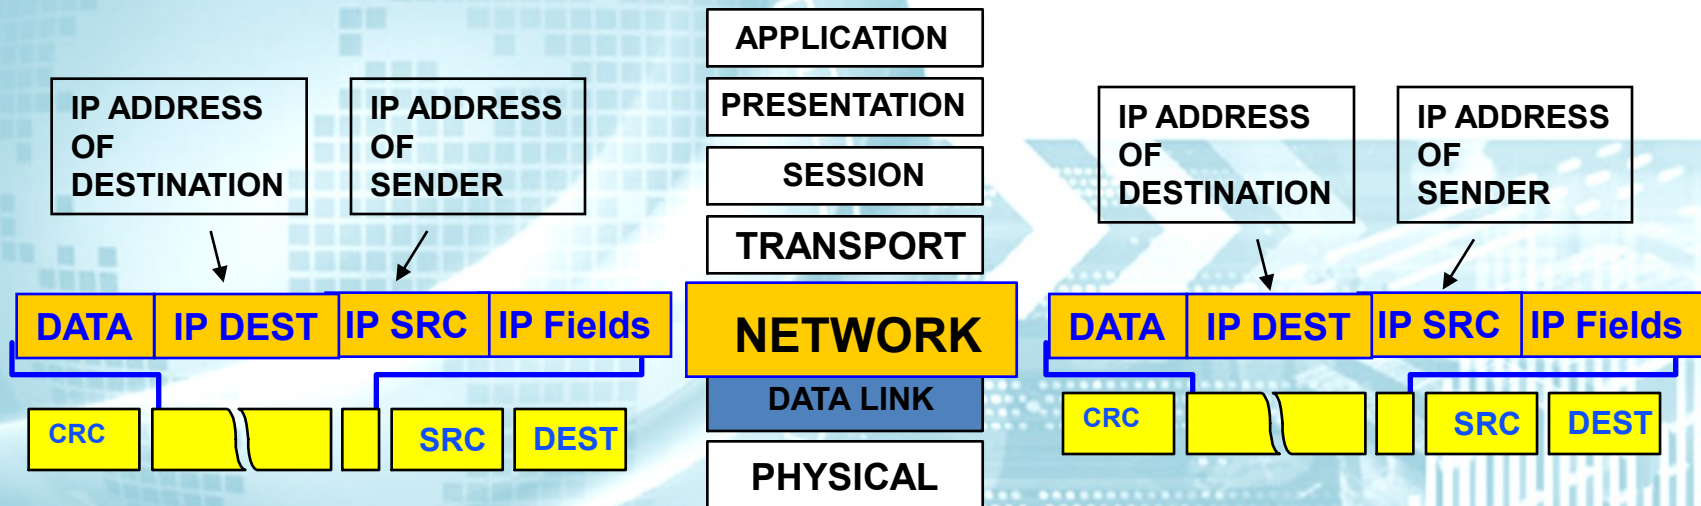 IP ADDRESS
OF
DESTINATION
IP ADDRESS
OF
SENDER
DATA
IP DEST
IP SRC
IP Fields
CRC
SRC
DEST
APPLICATION
PRESENTATION
SESSION
TRANSPORT
NETWORK
DATA LINK
PHYSICAL
IP ADDRESS
OF
DESTINATION
IP ADDRESS
OF
SENDER
DATA
IP DEST
IP SRC
IP Fields
CRC
SRC
DEST